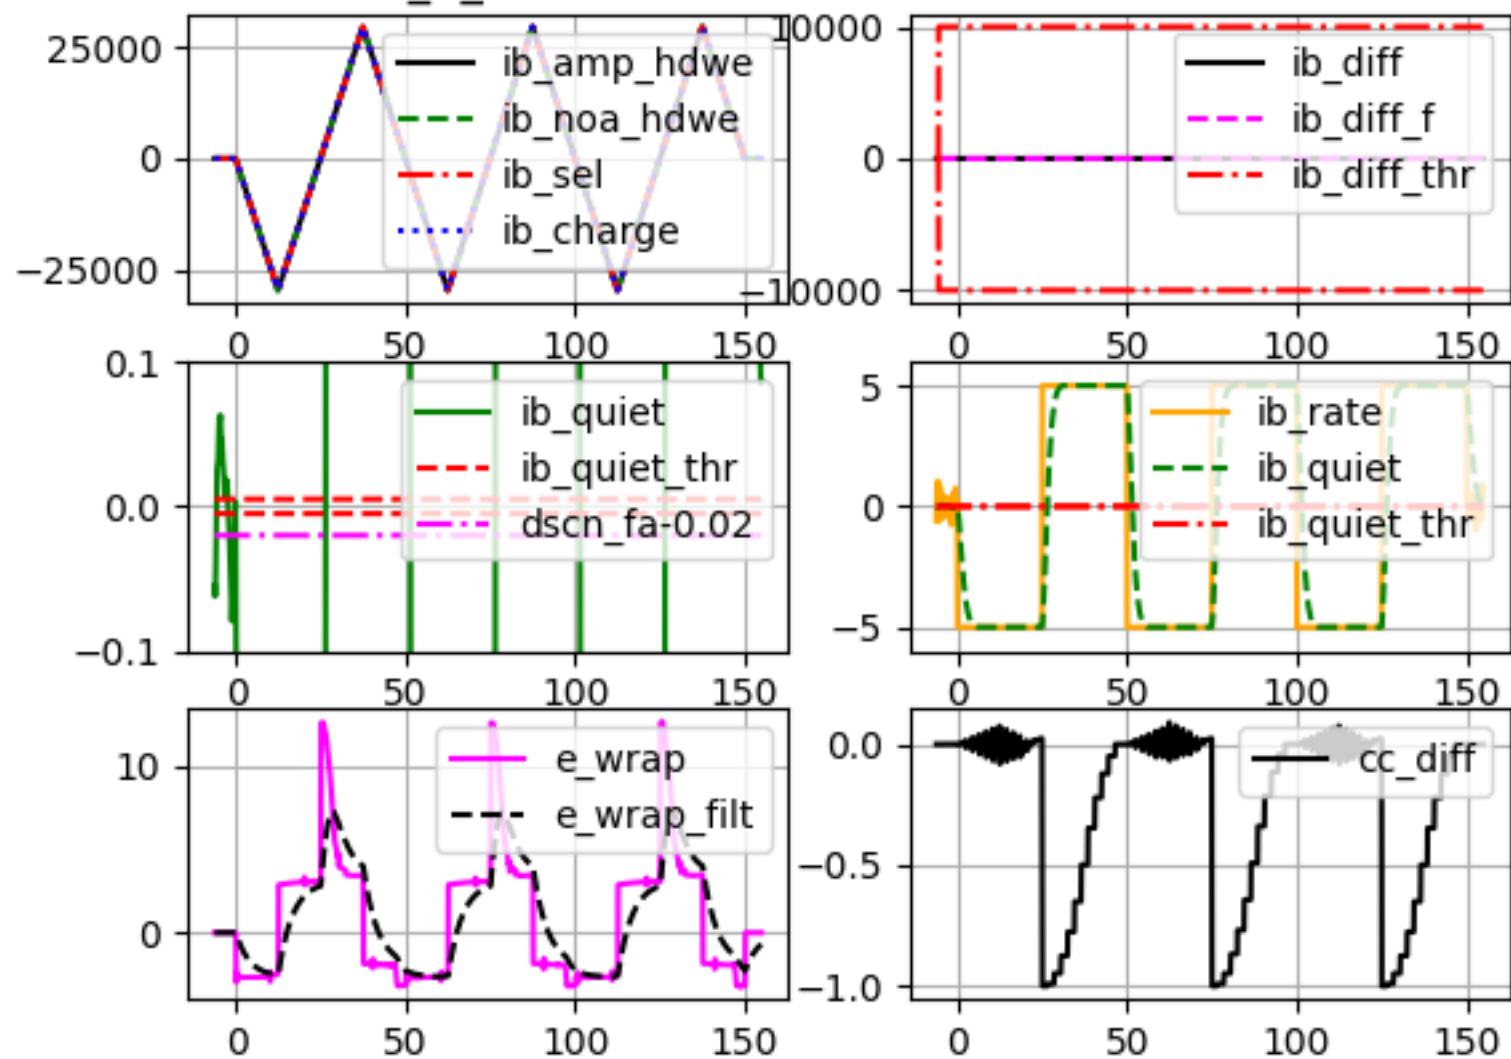 25000
0
−25000
ib_amp_hdwe
ib_noa_hdwe
ib_sel
ib_charge
0 50 100 150
10000
0
−10000
ib_diff
ib_diff_f
ib_diff_thr
0 50 100 150
0.1
0.0
−0.1
ib_quiet
ib_quiet_thr
dscn_fa-0.02
0 50 100 150
5
0
−5
ib_rate
ib_quiet
ib_quiet_thr
0 50 100 150
10
0
e_wrap
e_wrap_filt
0 50 100 150
0.0
−0.5
−1.0
cc_diff
0 50 100 150